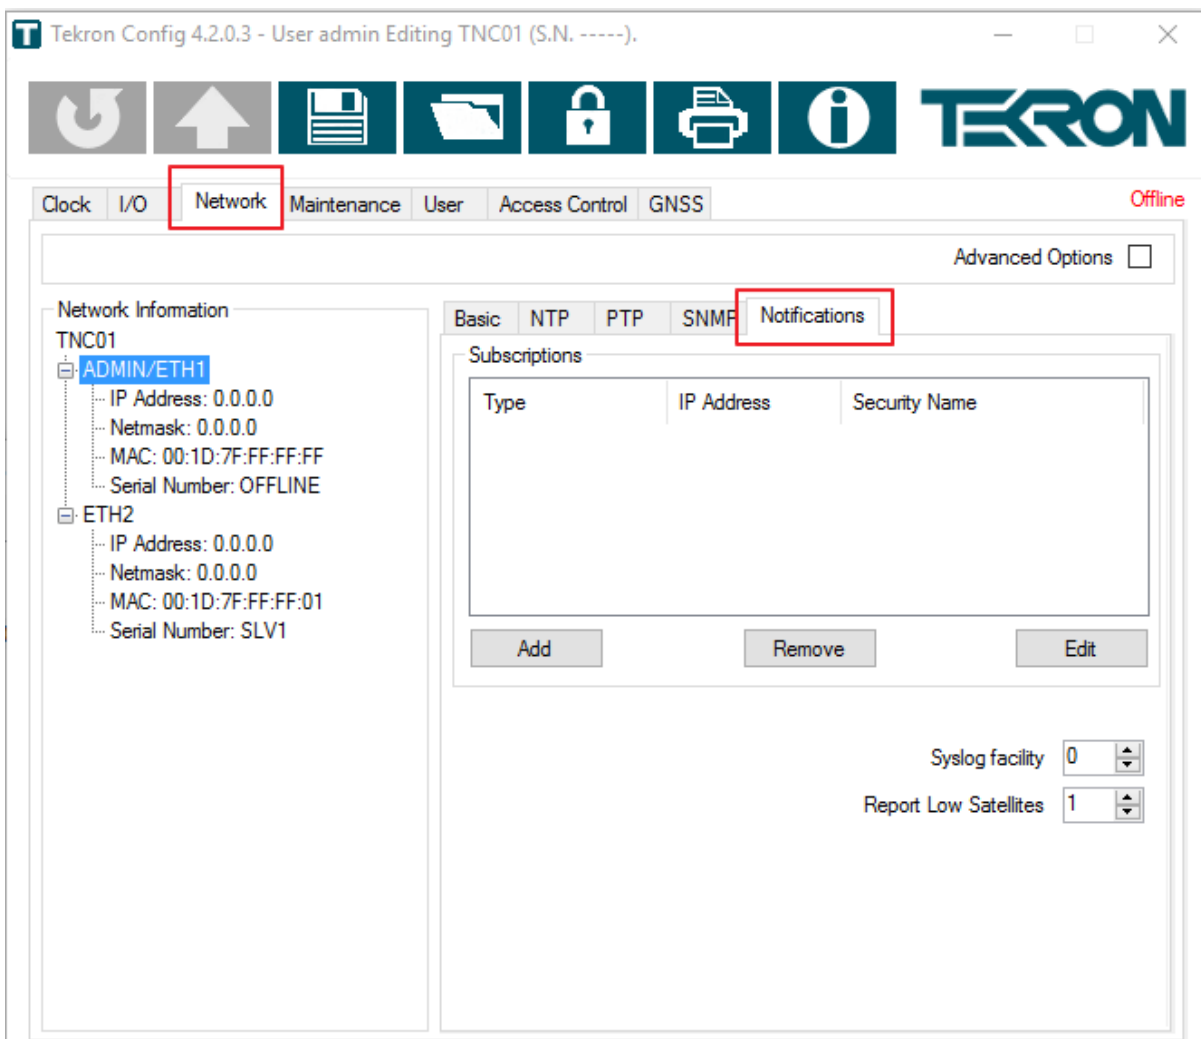 Tekron Config 4.2.0.3 - User admin Editing TNC01 (S.N. -----).
TEKRON
Clock I/O Network Maintenance User Access Control GNSS
Offline
Advanced Options
Network Information
TNC01
ADMIN/ETH1
IP Address: 0.0.0.0
Netmask: 0.0.0.0
MAC: 00:1D:7F:FF:FF:FF
Serial Number: OFFLINE
ETH2
IP Address: 0.0.0.0
Netmask: 0.0.0.0
MAC: 00:1D:7F:FF:FF:01
Serial Number: SLV1
Basic NTP PTP SNMP Notifications
Subscriptions
Type IP Address Security Name
Add Remove Edit
Syslog facility 0
Report Low Satellites 1